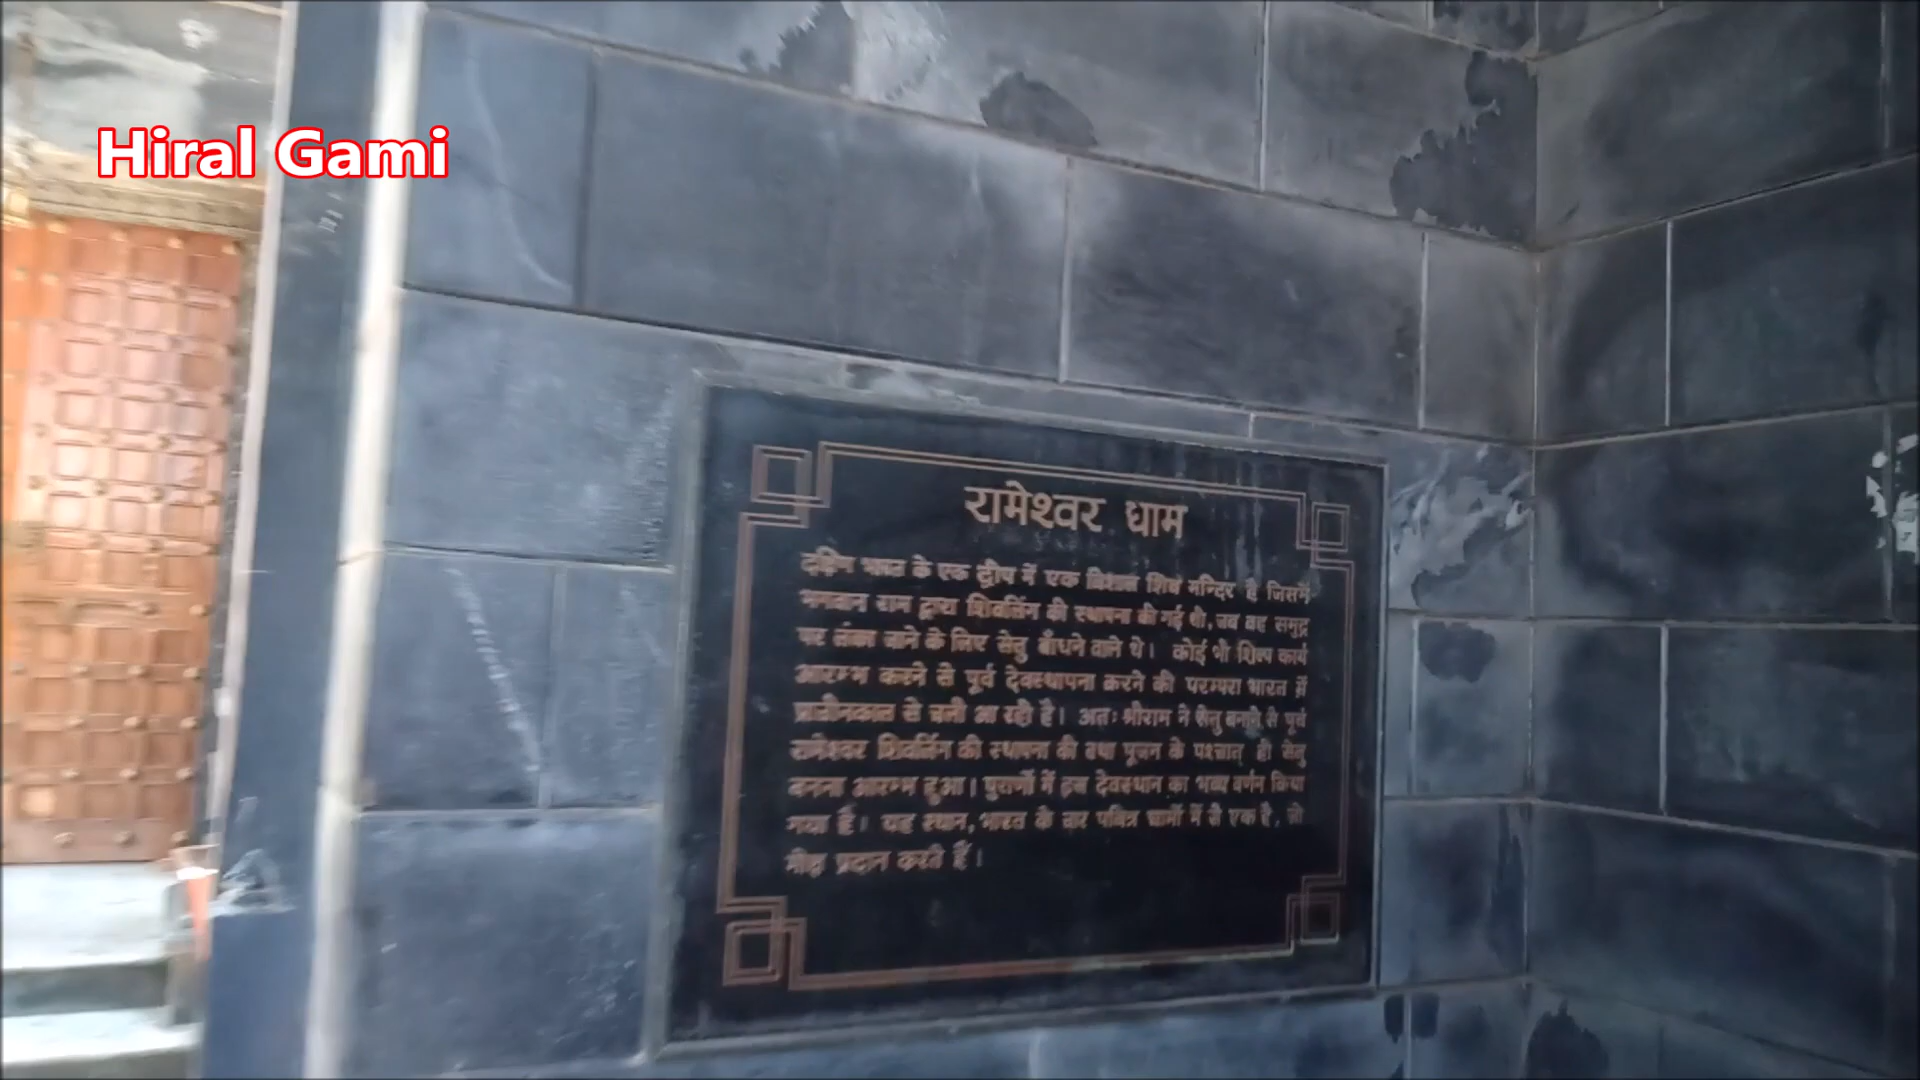 Hiral Gami
रामेश्वर धाम
दक्षिण भारत के एक द्वीप में एक विशाल शिव मन्दिर है जिसमें
भगवान राम द्वारा शिवलिंग की स्थापना की गई थी, जब वह समुद्र
पर लंका जाने के लिए सेतु बाँधने वाले थे। कोई भी शिल्प कार्य
आरम्भ करने से पूर्व देवस्थापना करने की परम्परा भारत में
प्राचीनकाल से चली आ रही है। अतः श्रीराम ने सेतु बनाने से पूर्व
रामेश्वर शिवलिंग की स्थापना की तथा पूजन के पश्चात् ही सेतु
बनना आरम्भ हुआ। पुराणों में इस देवस्थान का भव्य वर्णन किया
गया है। यह स्थान, भारत के चार पवित्र धामों में से एक है, जो
मोक्ष प्रदान करते हैं।